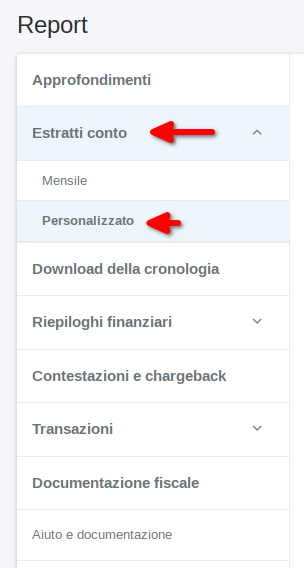 Report
Approfondimenti
Estratti conto
Mensile
Personalizzato
Download della cronologia
Riepiloghi finanziari
Contestazioni e chargeback
Transazioni
Documentazione fiscale
Aiuto e documentazione